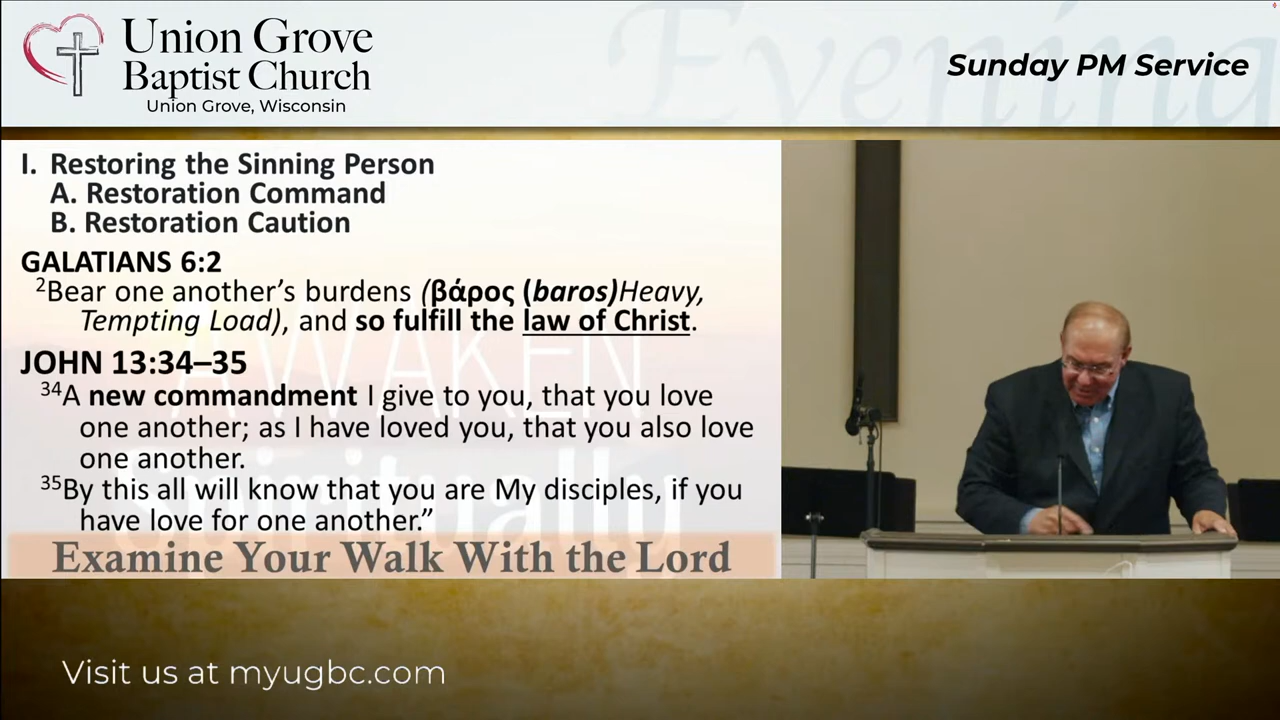 Union Grove
Baptist Church
Union Grove, Wisconsin
Evening
Sunday PM Service
I. Restoring the Sinning Person
A. Restoration Command
B. Restoration Caution
GALATIANS 6:2
2Bear one another’s burdens (βάρος (baros)Heavy,
Tempting Load), and so fulfill the law of Christ.
JOHN 13:34–35
34A new commandment I give to you, that you love
one another; as I have loved you, that you also love
one another.
35By this all will know that you are My disciples, if you
have love for one another.”
AWAKEN
Spiritually
Examine Your Walk With the Lord
Visit us at myugbc.com